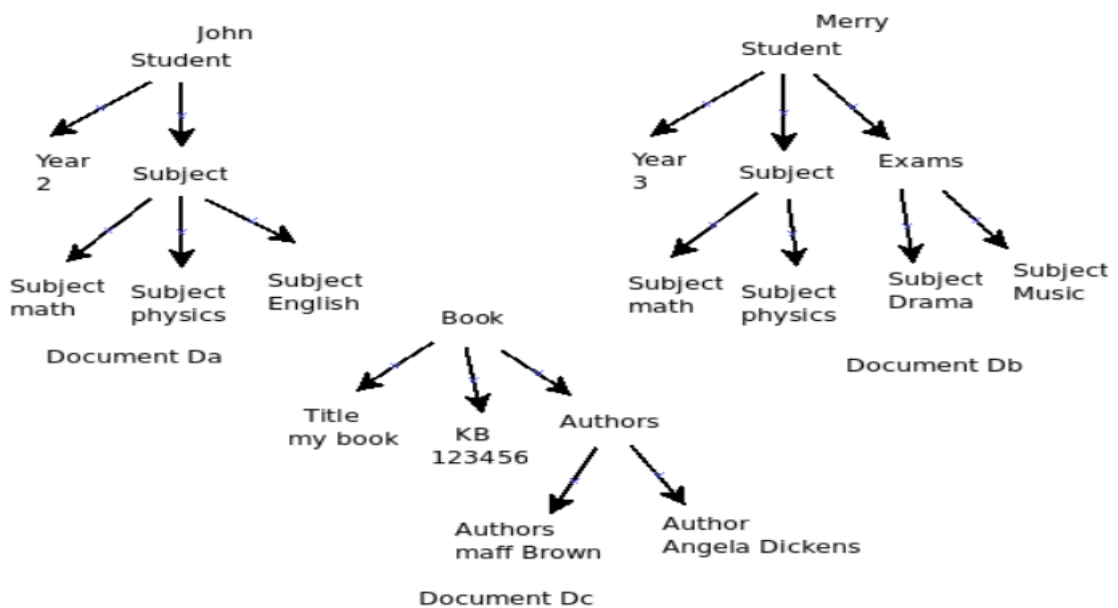 John
Student
Year
2
Subject
Subject
math
Subject
physics
Subject
English
Document Da
Merry
Student
Year
3
Subject
Exams
Subject
math
Subject
physics
Subject
Drama
Subject
Music
Document Db
Book
Title
my book
KB
123456
Authors
Authors
maff Brown
Author
Angela Dickens
Document Dc